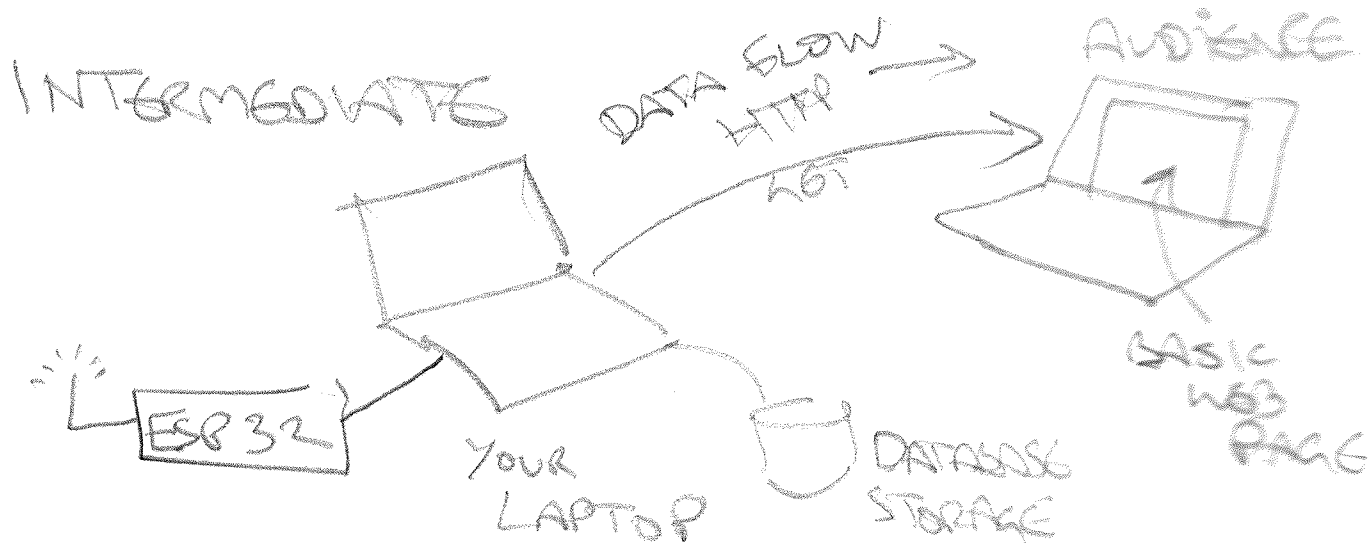 INTERMEDIATE
DATA FLOW
HTTP
GET
AUDIENCE
BASIC
WEB
PAGE
ESP32
YOUR
LAPTOP
DATABASE
STORAGE